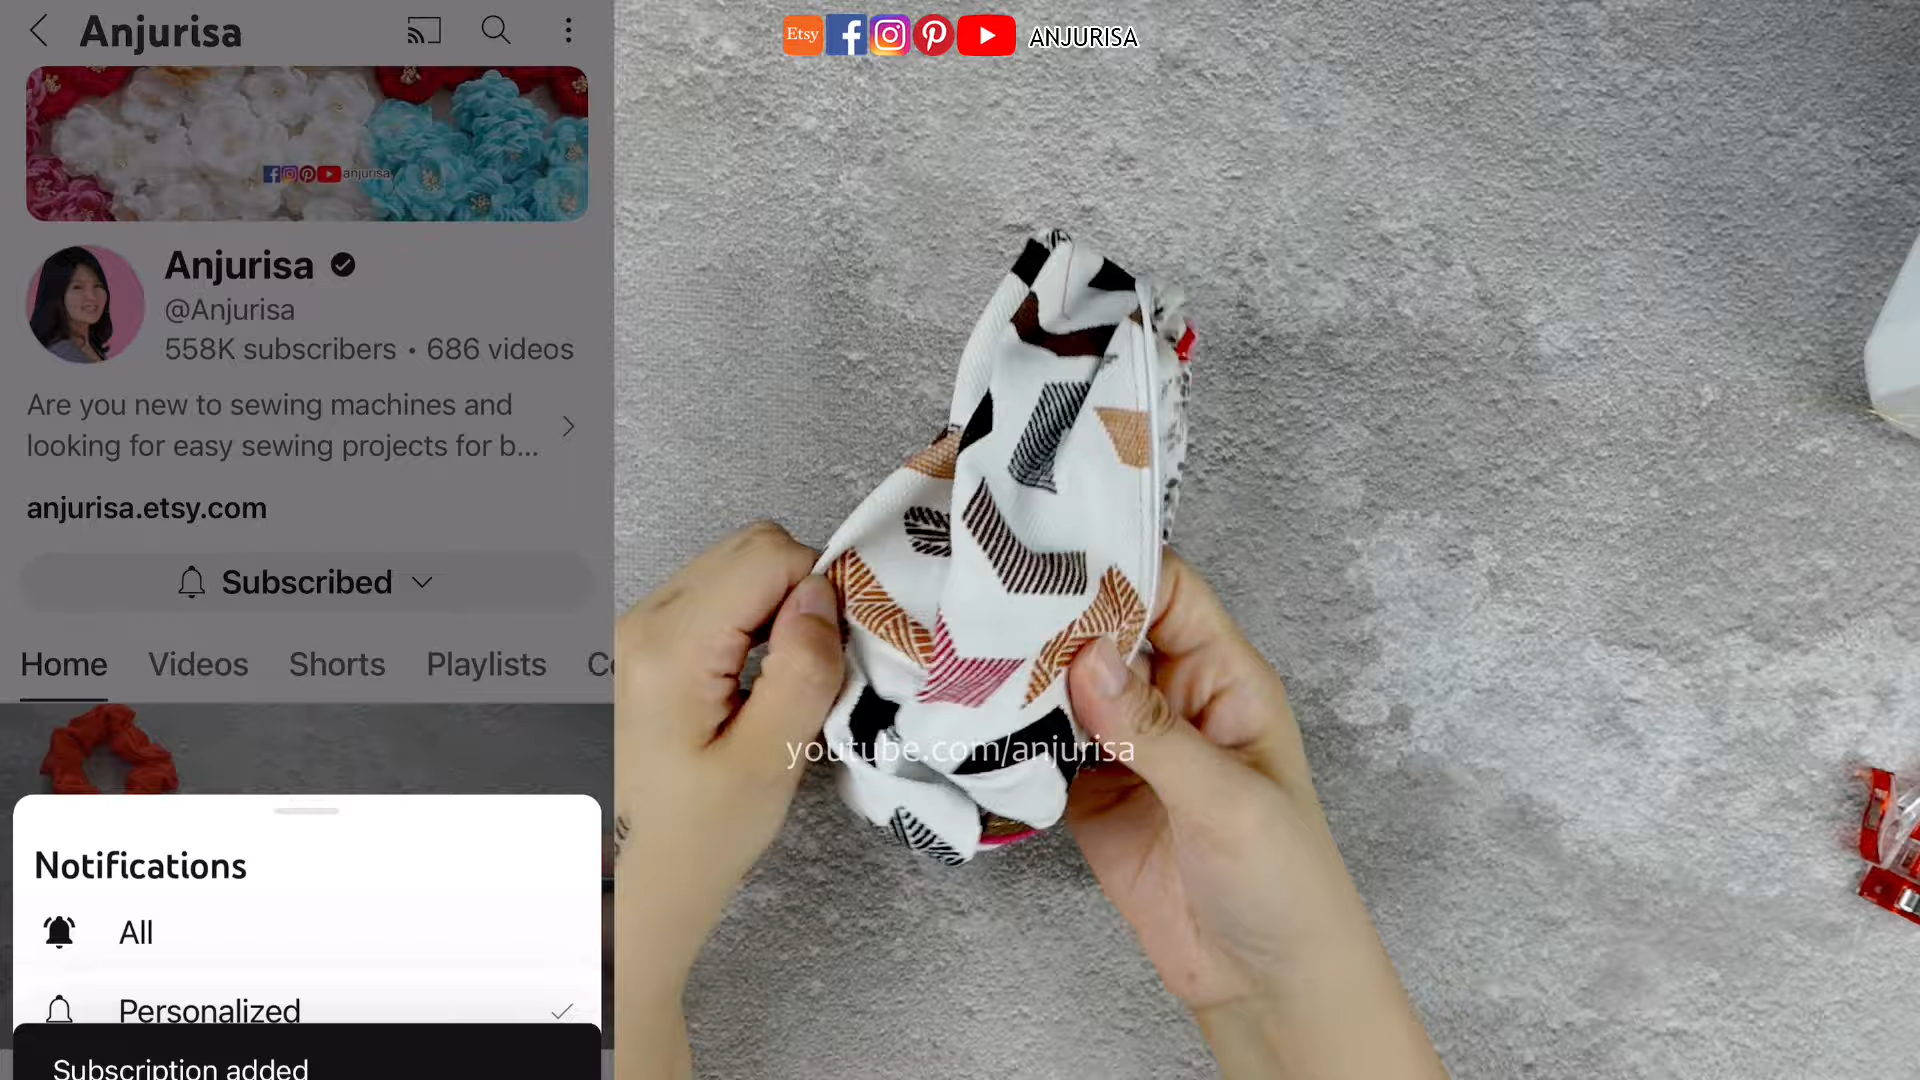 Anjurisa
anjurisa
Anjurisa
@Anjurisa
558K subscribers • 686 videos
Are you new to sewing machines and
looking for easy sewing projects for b...
anjurisa.etsy.com
Subscribed
Home Videos Shorts Playlists Co
Notifications
All
Personalized
Subscription added
Etsy ANJURISA
youtube.com/anjurisa